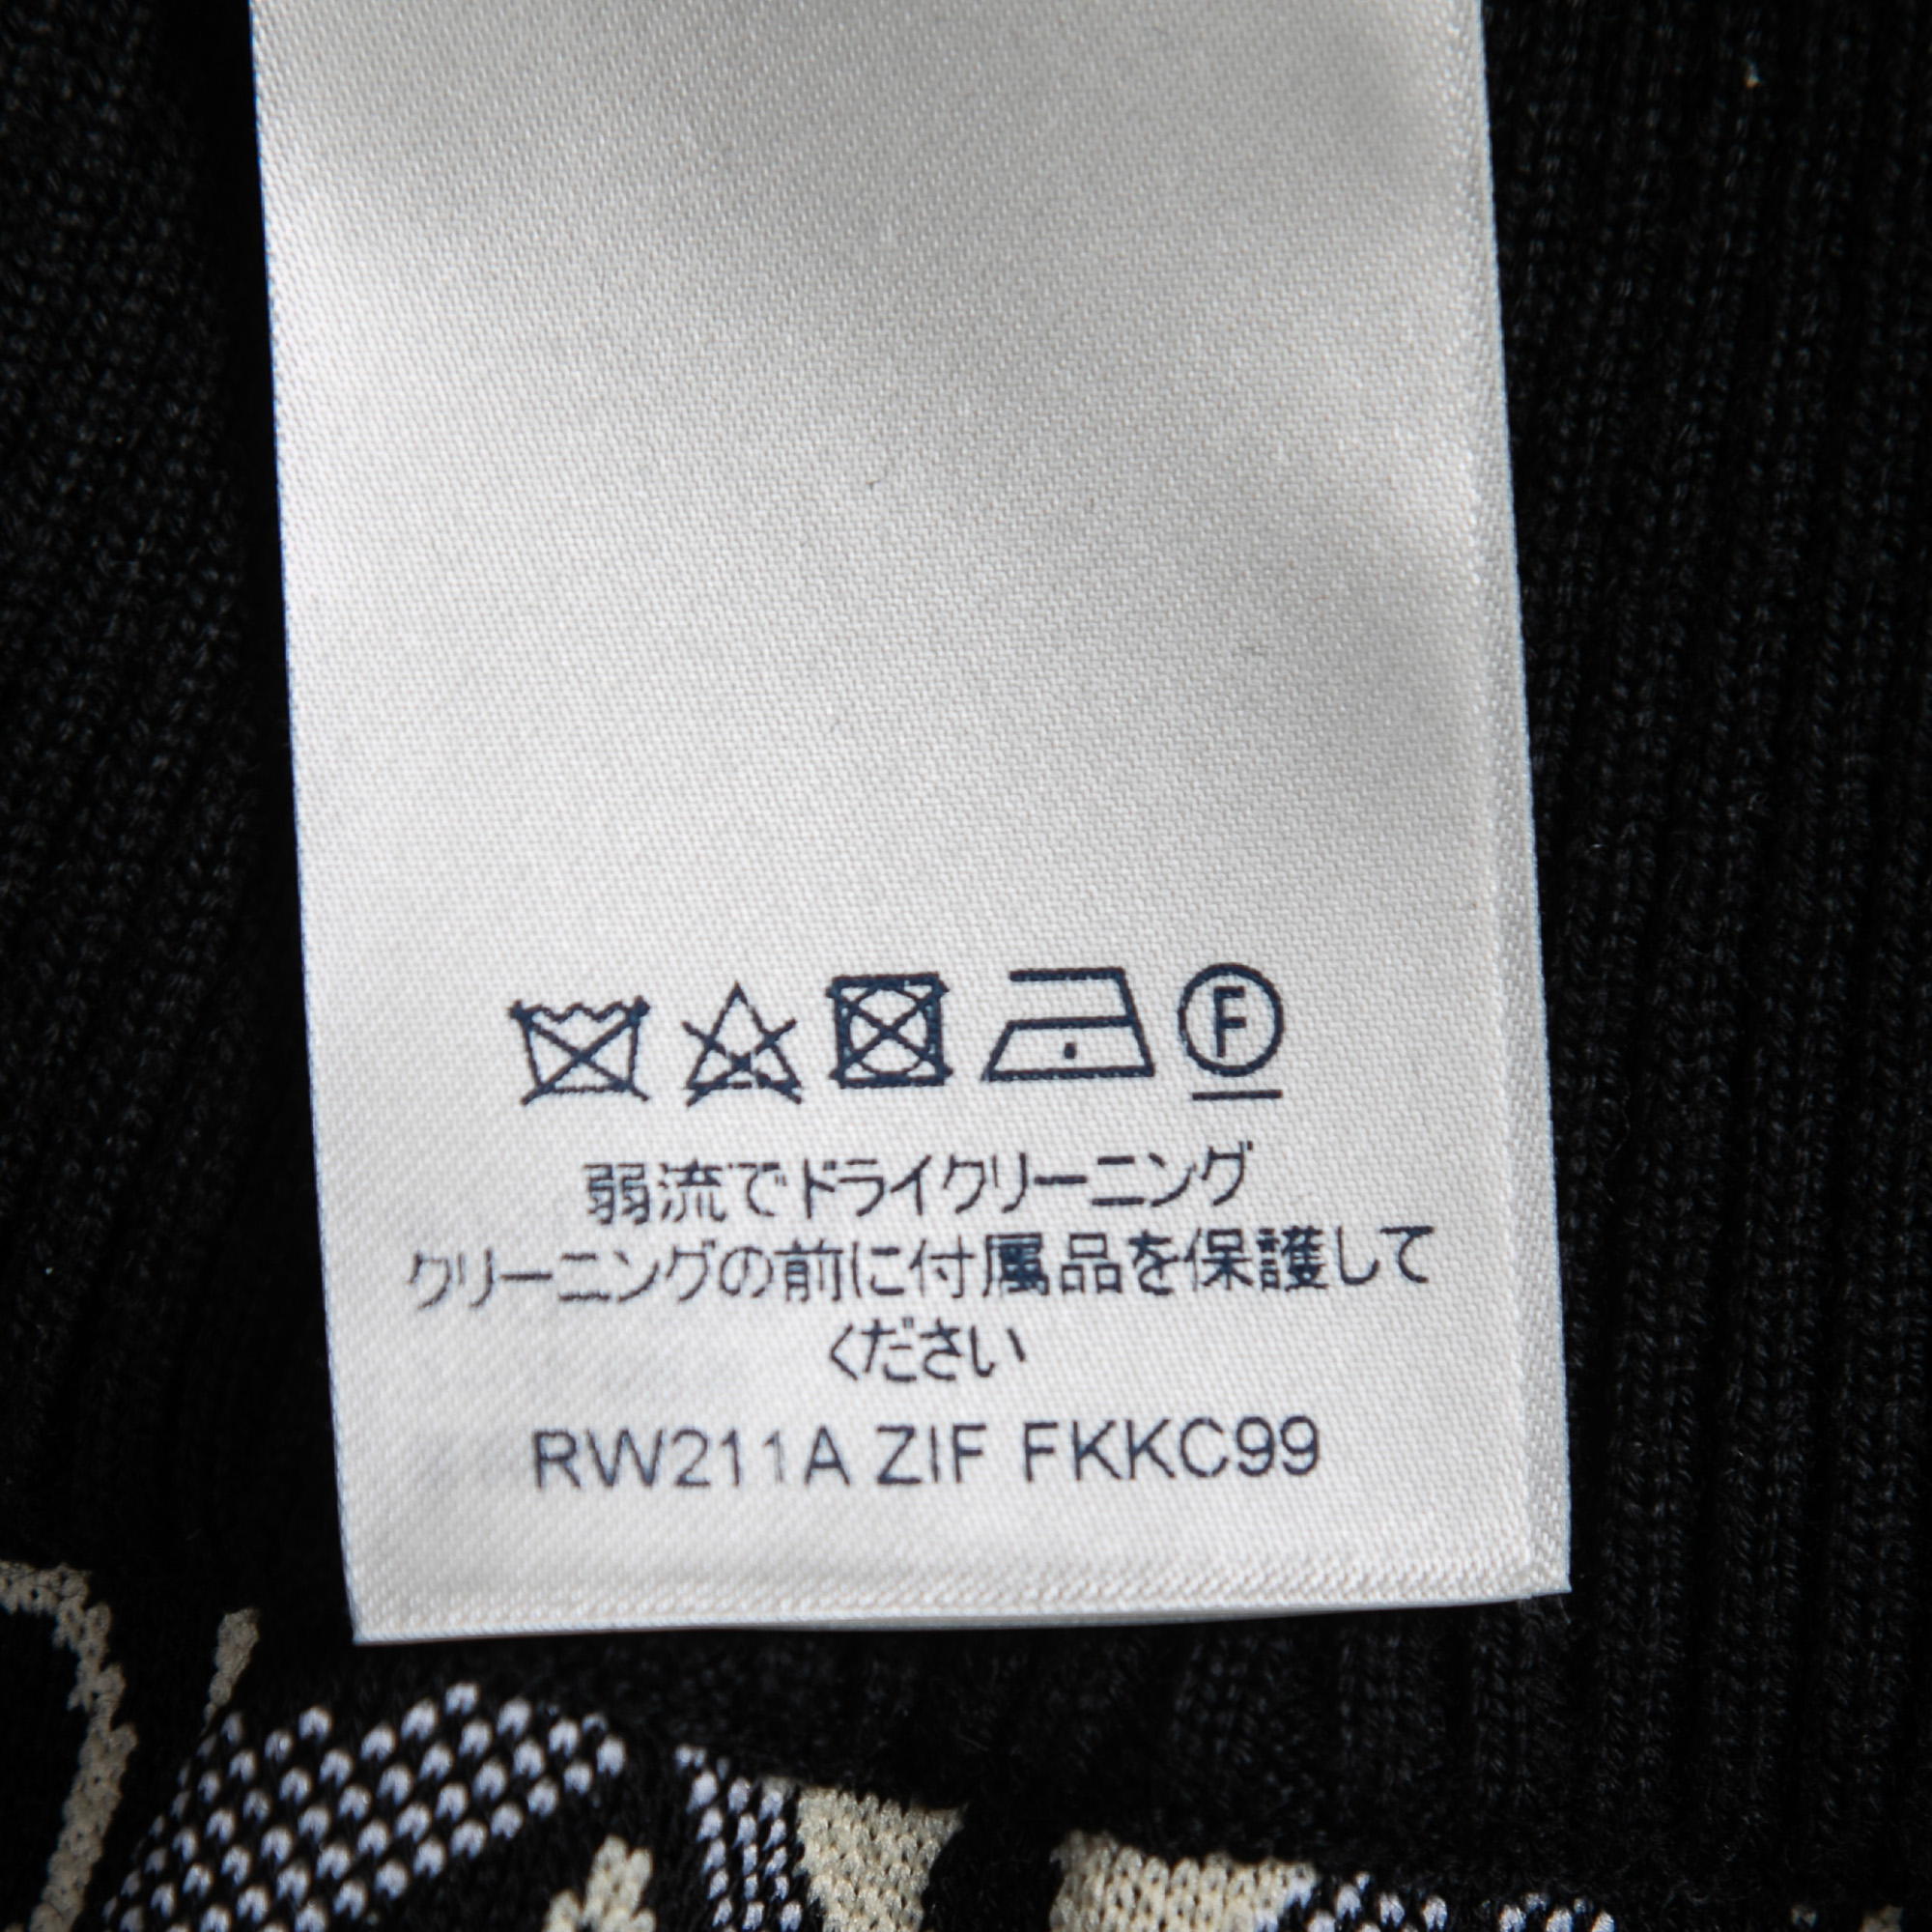 F
弱流でドライクリーニング
クリーニングの前に付属品を保護して
ください
RW211A ZIF FKKC99